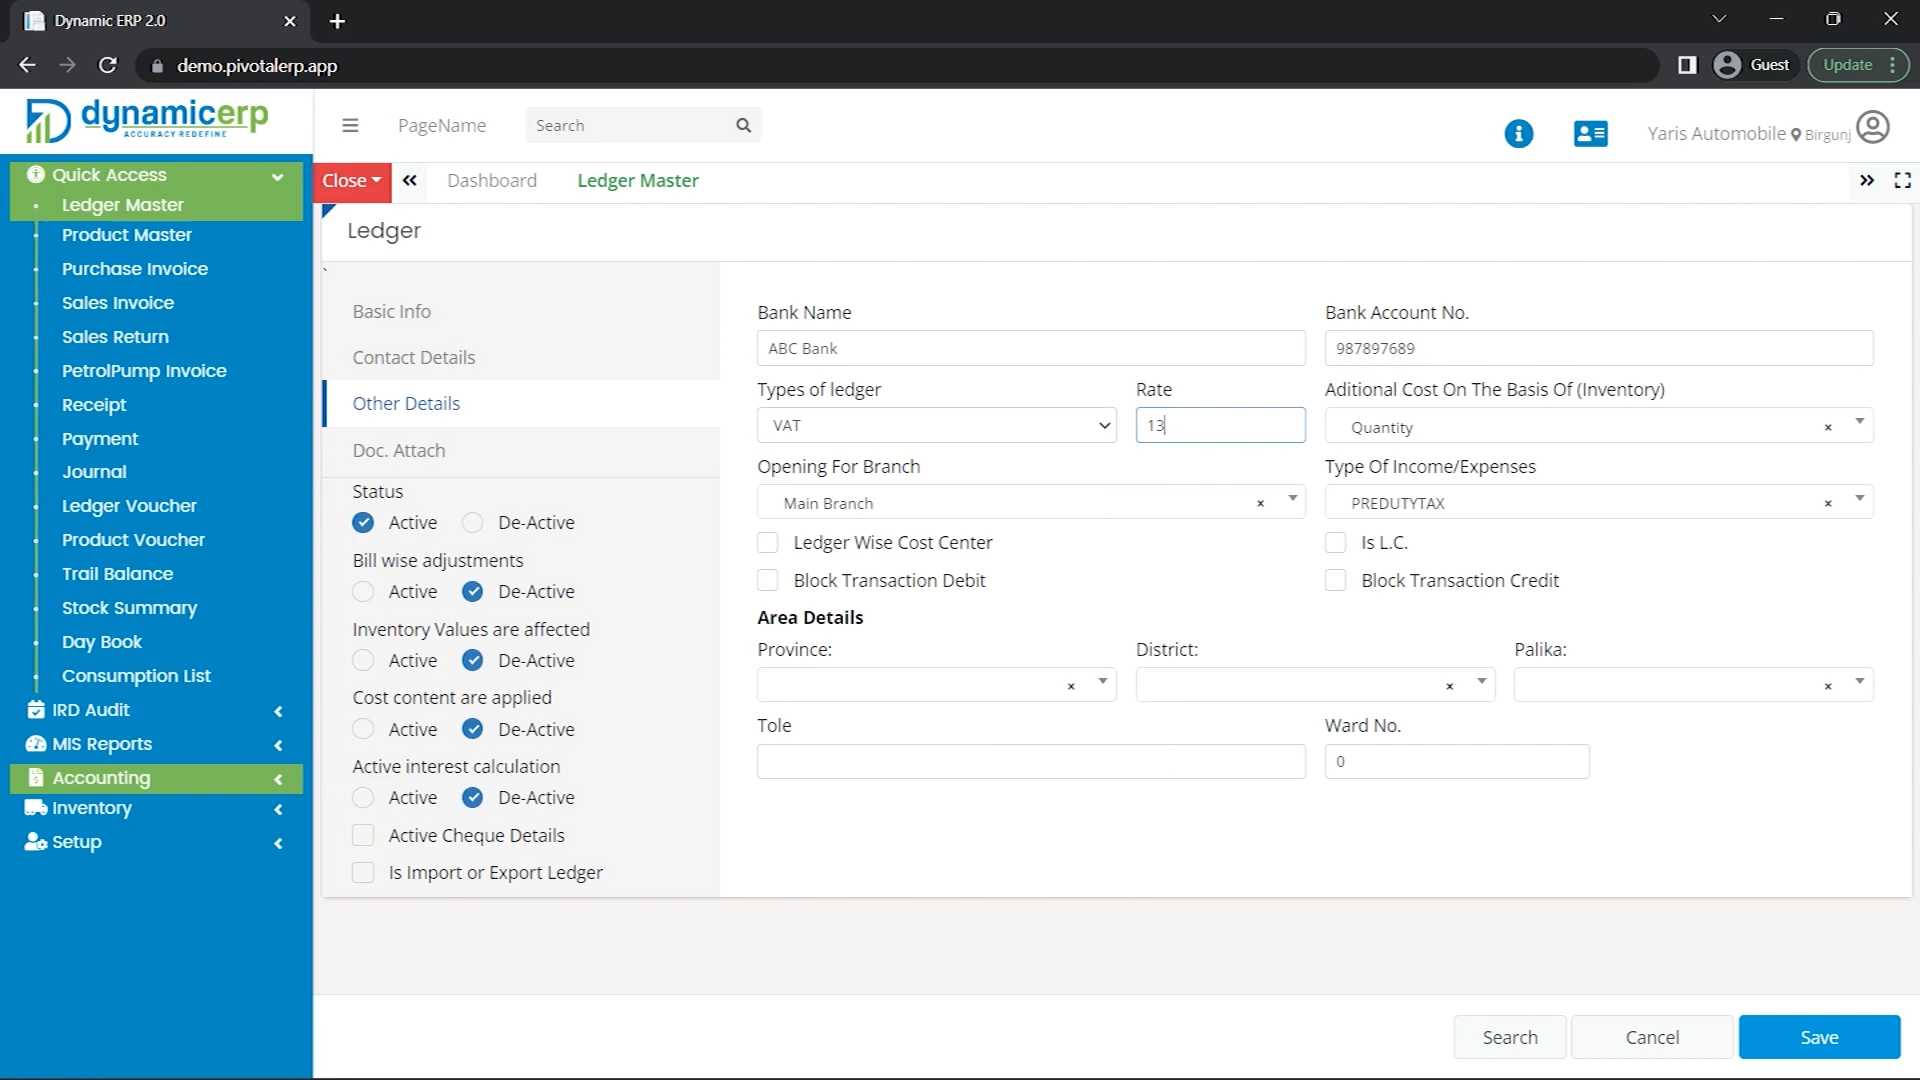 Dynamic ERP 2.0
demo.pivotalerp.app
Guest
Update
dynamicerp
ACCURACY REDEFINE
PageName
Search
Yaris Automobile
Birgunj
Quick Access
Ledger Master
Product Master
Purchase Invoice
Sales Invoice
Sales Return
PetrolPump Invoice
Receipt
Payment
Journal
Ledger Voucher
Product Voucher
Trail Balance
Stock Summary
Day Book
Consumption List
IRD Audit
MIS Reports
Accounting
Inventory
Setup
Close
Dashboard
Ledger Master
Ledger
`
Basic Info
Contact Details
Other Details
Doc. Attach
Status
Active De-Active
Bill wise adjustments
Active De-Active
Inventory Values are affected
Active De-Active
Cost content are applied
Active De-Active
Active interest calculation
Active De-Active
Active Cheque Details
Is Import or Export Ledger
Bank Name
Bank Account No.
ABC Bank
987897689
Types of ledger
Rate
Aditional Cost On The Basis Of (Inventory)
VAT
13
Quantity ×
Opening For Branch
Type Of Income/Expenses
Main Branch ×
PREDUTYTAX ×
Ledger Wise Cost Center
Is L.C.
Block Transaction Debit
Block Transaction Credit
Area Details
Province:
District:
Palika:
×
×
×
Tole
Ward No.
0
Search
Cancel
Save